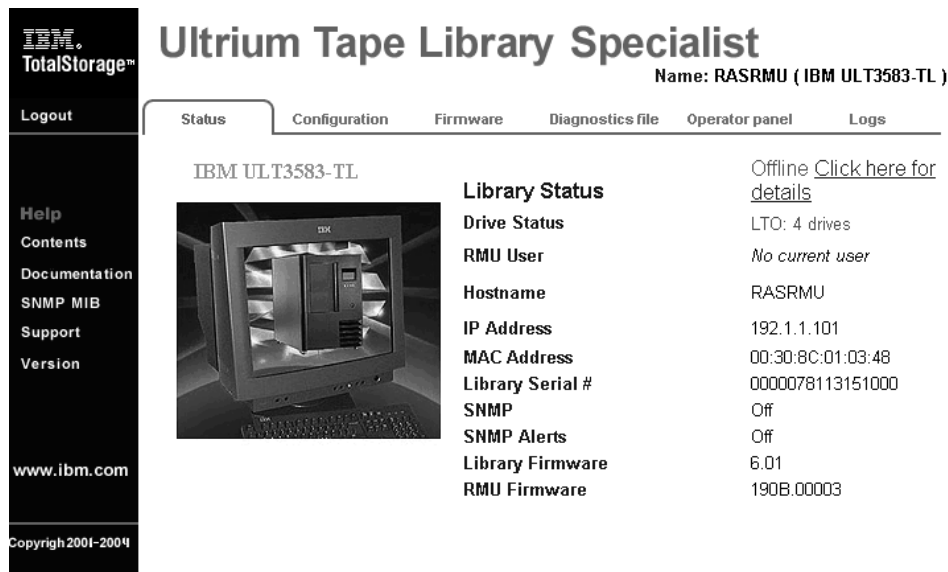 IBM.
TotalStorage™
Ultrium Tape Library Specialist
Name: RASRMU ( IBM ULT3583-TL )
Logout
Status
Configuration
Firmware
Diagnostics file
Operator panel
Logs
Help
Contents
Documentation
SNMP MIB
Support
Version
www.ibm.com
Copyrigh 2001-2004
IBM ULT3583-TL
IBM
Library Status Offline Click here for
details
Drive Status LTO: 4 drives
RMU User No current user
Hostname RASRMU
IP Address 192.1.1.101
MAC Address 00:30:8C:01:03:48
Library Serial # 0000078113151000
SNMP Off
SNMP Alerts Off
Library Firmware 6.01
RMU Firmware 190B.00003